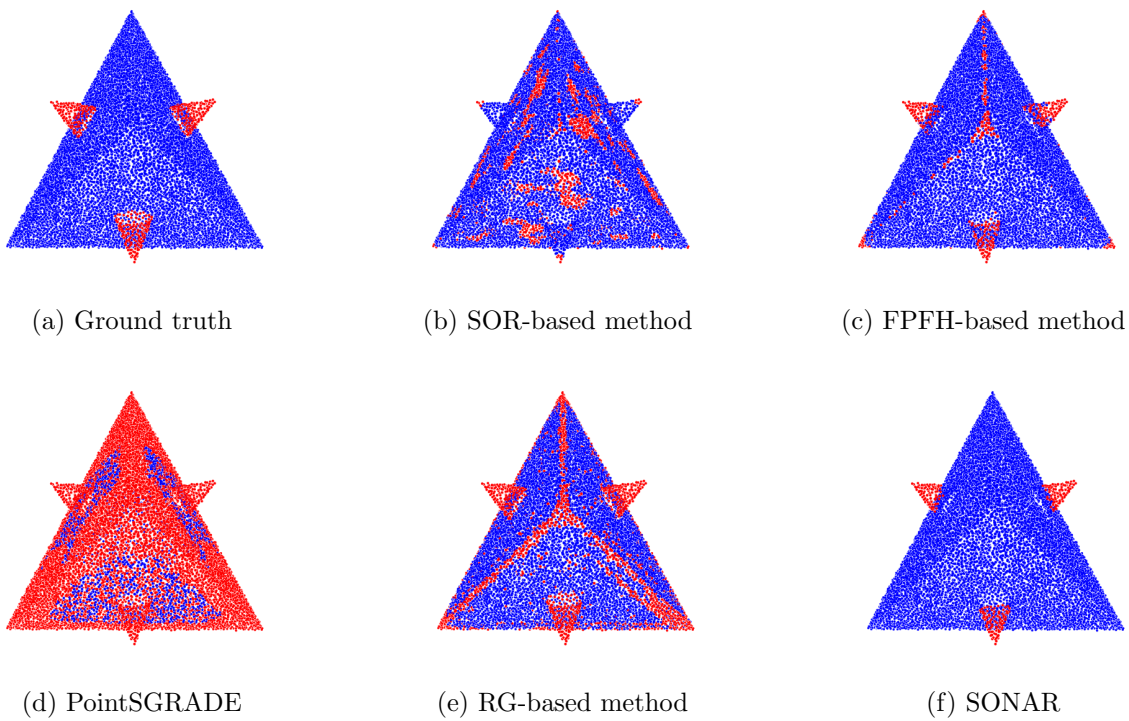 (a) Ground truth
(b) SOR-based method
(c) FPFH-based method
(d) PointSGRADE
(e) RG-based method
(f) SONAR